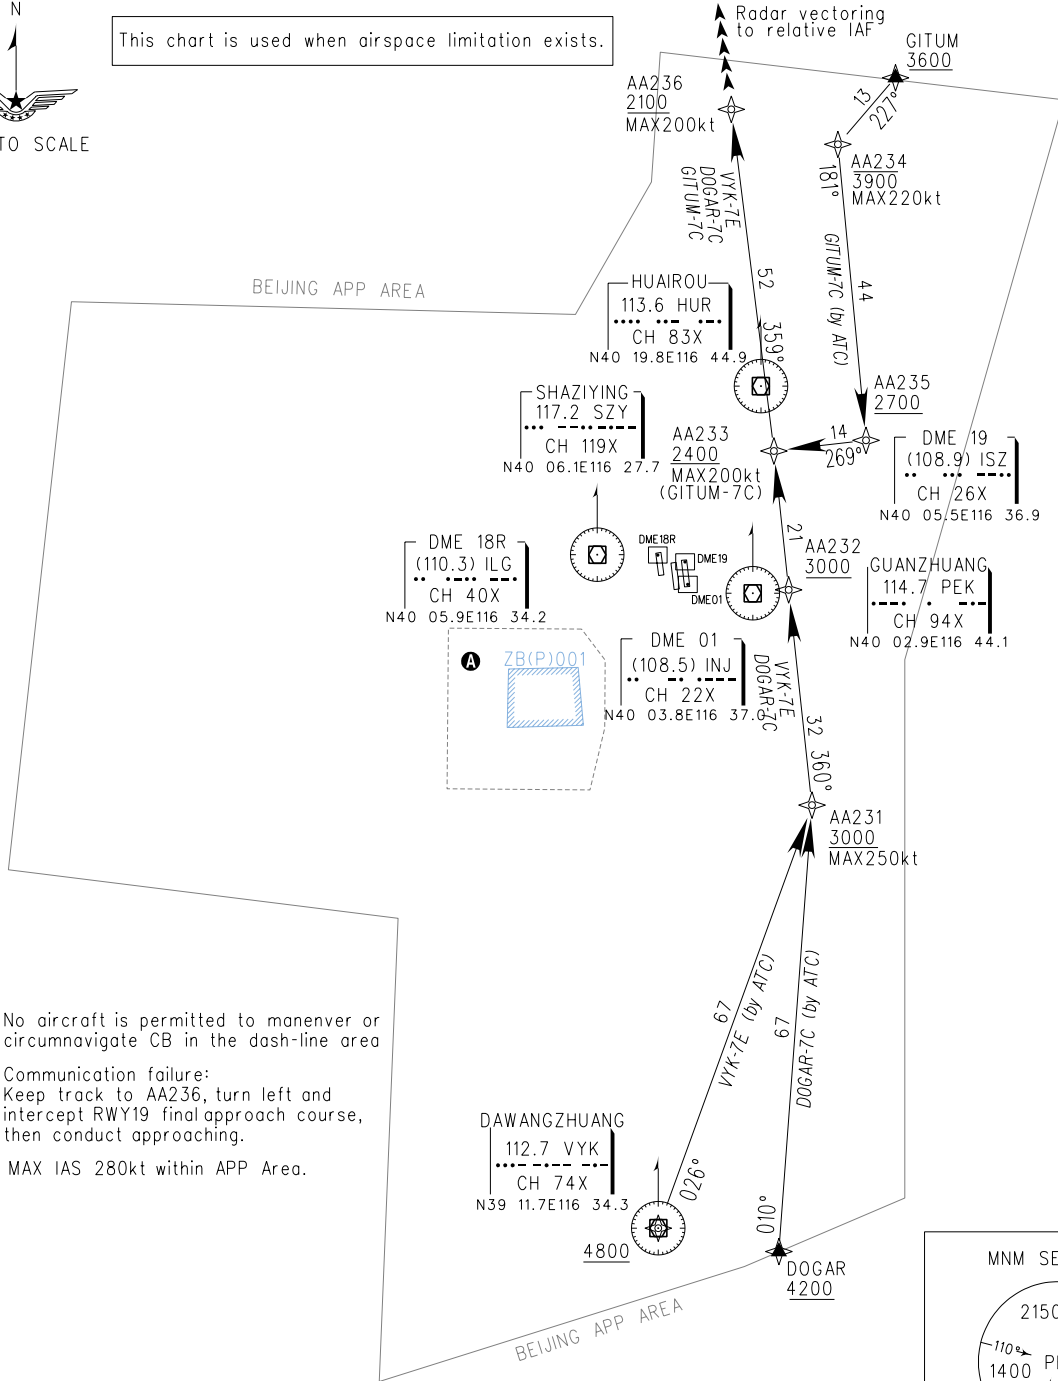 N
This chart is used when airspace limitation exists.
Radar vectoring
to relative IAF
GITUM
3600
AA236
2100
MAX200kt
13
227°
TO SCALE
AA234
3900
MAX220kt
181°
VYK-7E
DOGAR-7C
GITUM-7C
GITUM-7C (by ATC)
44
52
359°
BEIJING APP AREA
HUAIROU
113.6 HUR
CH 83X
N40 19.8E116 44.9
SHAZIYING
117.2 SZY
CH 119X
N40 06.1E116 27.7
AA233
2400
MAX200kt
(GITUM-7C)
AA235
2700
14
269°
DME 19
(108.9) ISZ
CH 26X
N40 05.5E116 36.9
21
DME 18R
(110.3) ILG
CH 40X
N40 05.9E116 34.2
DME18R
DME19
DME01
AA232
3000
GUANZHUANG
114.7 PEK
CH 94X
N40 02.9E116 44.1
A
ZB(P)001
DME 01
(108.5) INJ
CH 22X
N40 03.8E116 37.0
VYK-7E
DOGAR-7C
32 360°
AA231
3000
MAX250kt
67
VYK-7E (by ATC)
67
DOGAR-7C (by ATC)
No aircraft is permitted to manenver or
circumnavigate CB in the dash-line area
Communication failure:
Keep track to AA236, turn left and
intercept RWY19 final approach course,
then conduct approaching.
MAX IAS 280kt within APP Area.
DAWANGZHUANG
112.7 VYK
CH 74X
N39 11.7E116 34.3
026°
010°
4800
DOGAR
4200
BEIJING APP AREA
MNM SE
2150
110°
1400